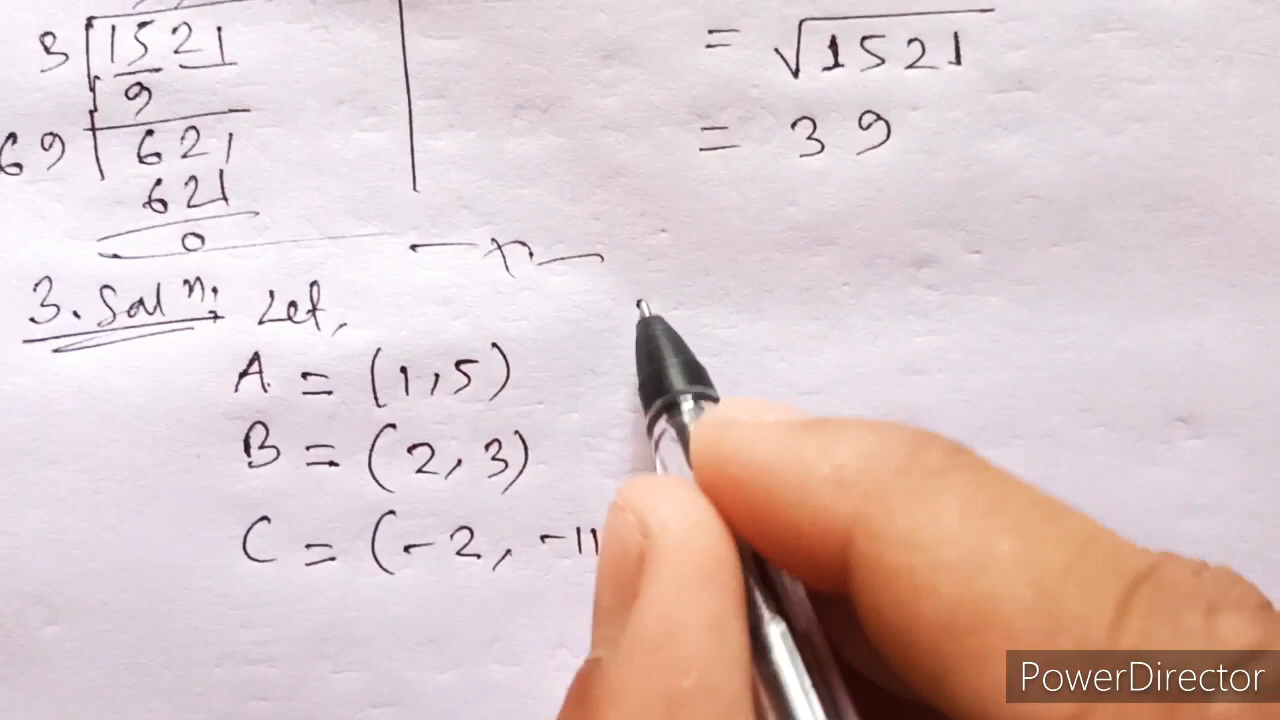 3 1521
9
69 621
621
0
= √1521
= 39
3. Solⁿ: Let,
A = (1,5)
B = (2, 3)
C = (-2, -11
PowerDirector